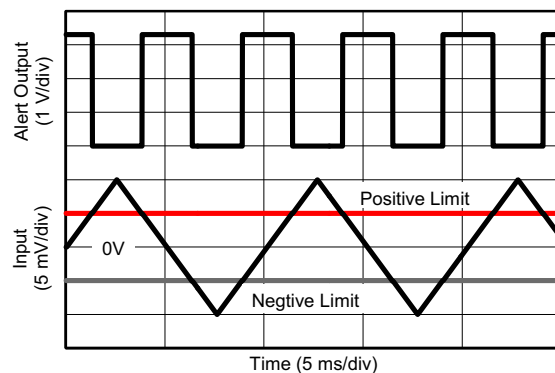 Alert Output
(1 V/div)
Positive Limit
Input
(5 mV/div)
0V
Negtive Limit
Time (5 ms/div)